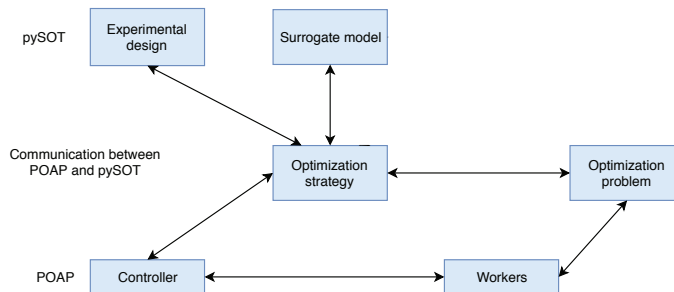 pySOT
Experimental
design
Surrogate model
Communication between
POAP and pySOT
Optimization
strategy
Optimization
problem
POAP
Controller
Workers